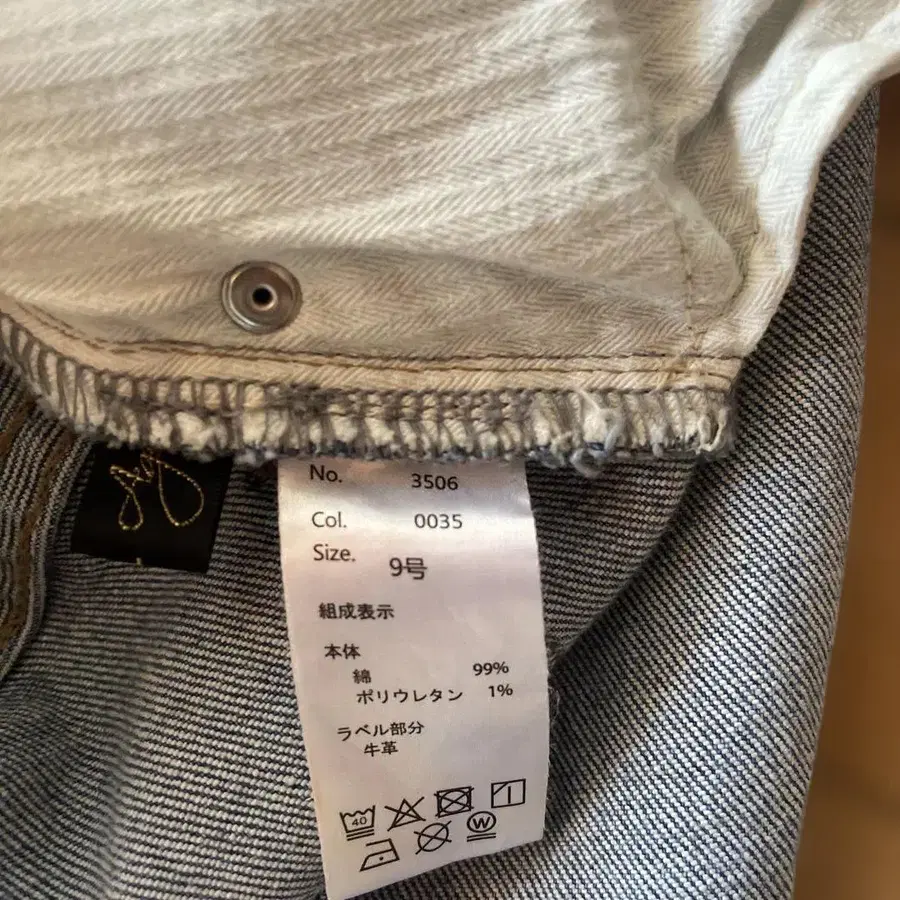 No. 3506
Col. 0035
Size. 9号
組成表示
本体
綿 99%
ポリウレタン 1%
ラベル部分
牛革
40
W